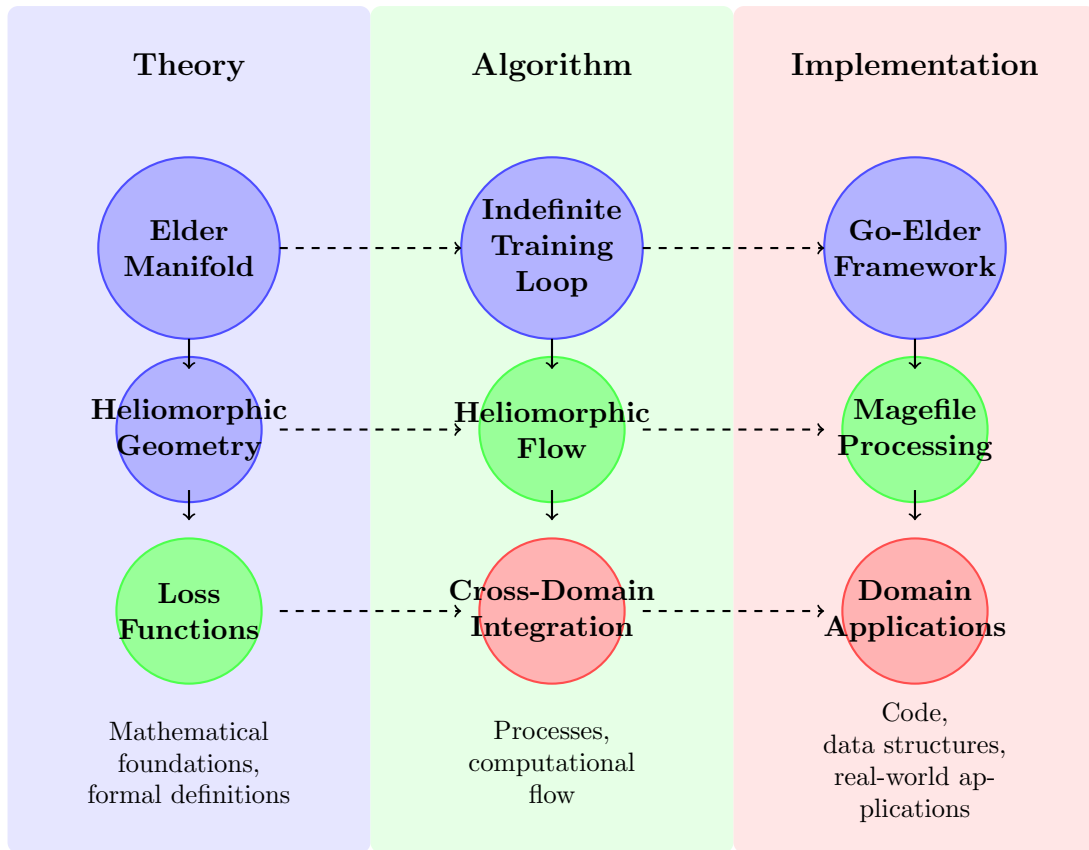 Theory
Algorithm
Implementation
Elder
Manifold
Indefinite
Training
Loop
Go-Elder
Framework
Heliomorphic
Geometry
Heliomorphic
Flow
Magefile
Processing
Loss
Functions
Cross-Domain
Integration
Domain
Applications
Mathematical
foundations,
formal definitions
Processes,
computational
flow
Code,
data structures,
real-world ap-
plications